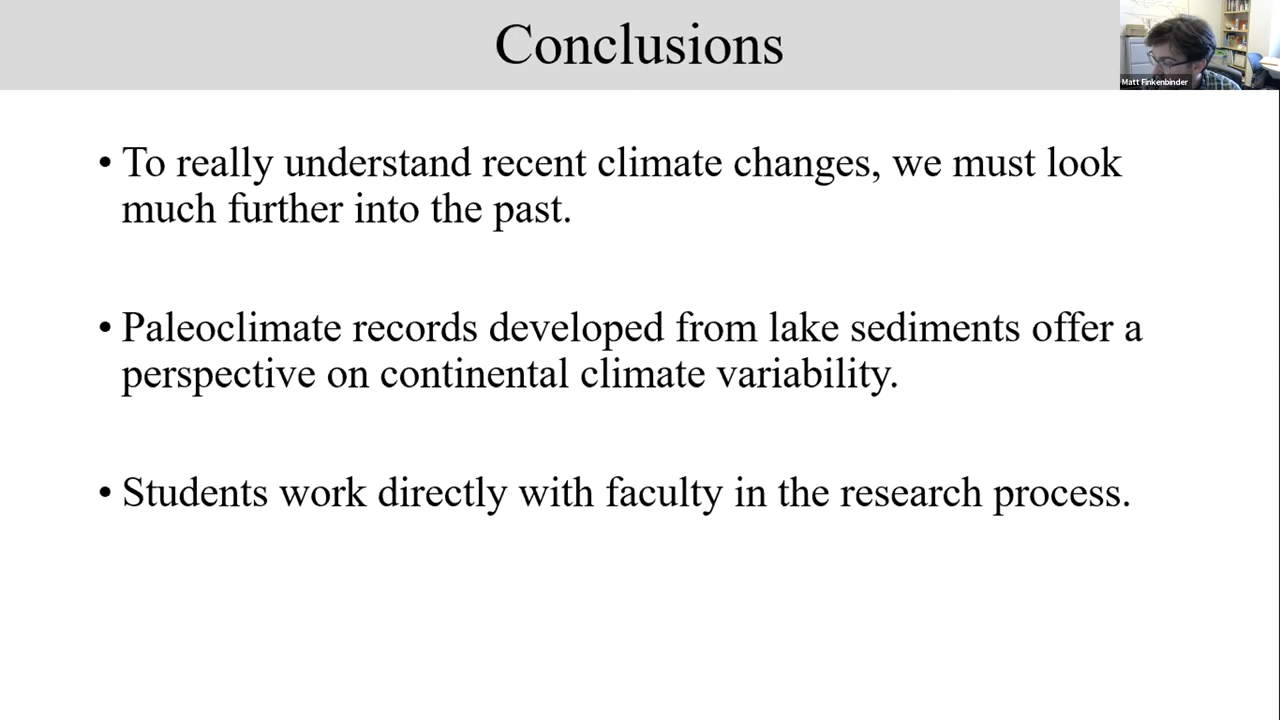 Conclusions
Matt Finkenbinder
• To really understand recent climate changes, we must look
much further into the past.
• Paleoclimate records developed from lake sediments offer a
perspective on continental climate variability.
• Students work directly with faculty in the research process.